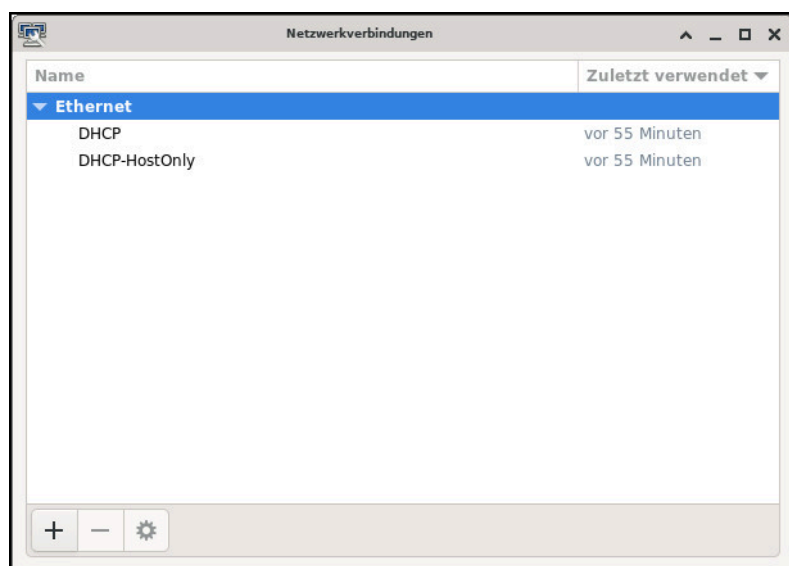 Netzwerkverbindungen
Name Zuletzt verwendet
Ethernet
DHCP vor 55 Minuten
DHCP-HostOnly vor 55 Minuten